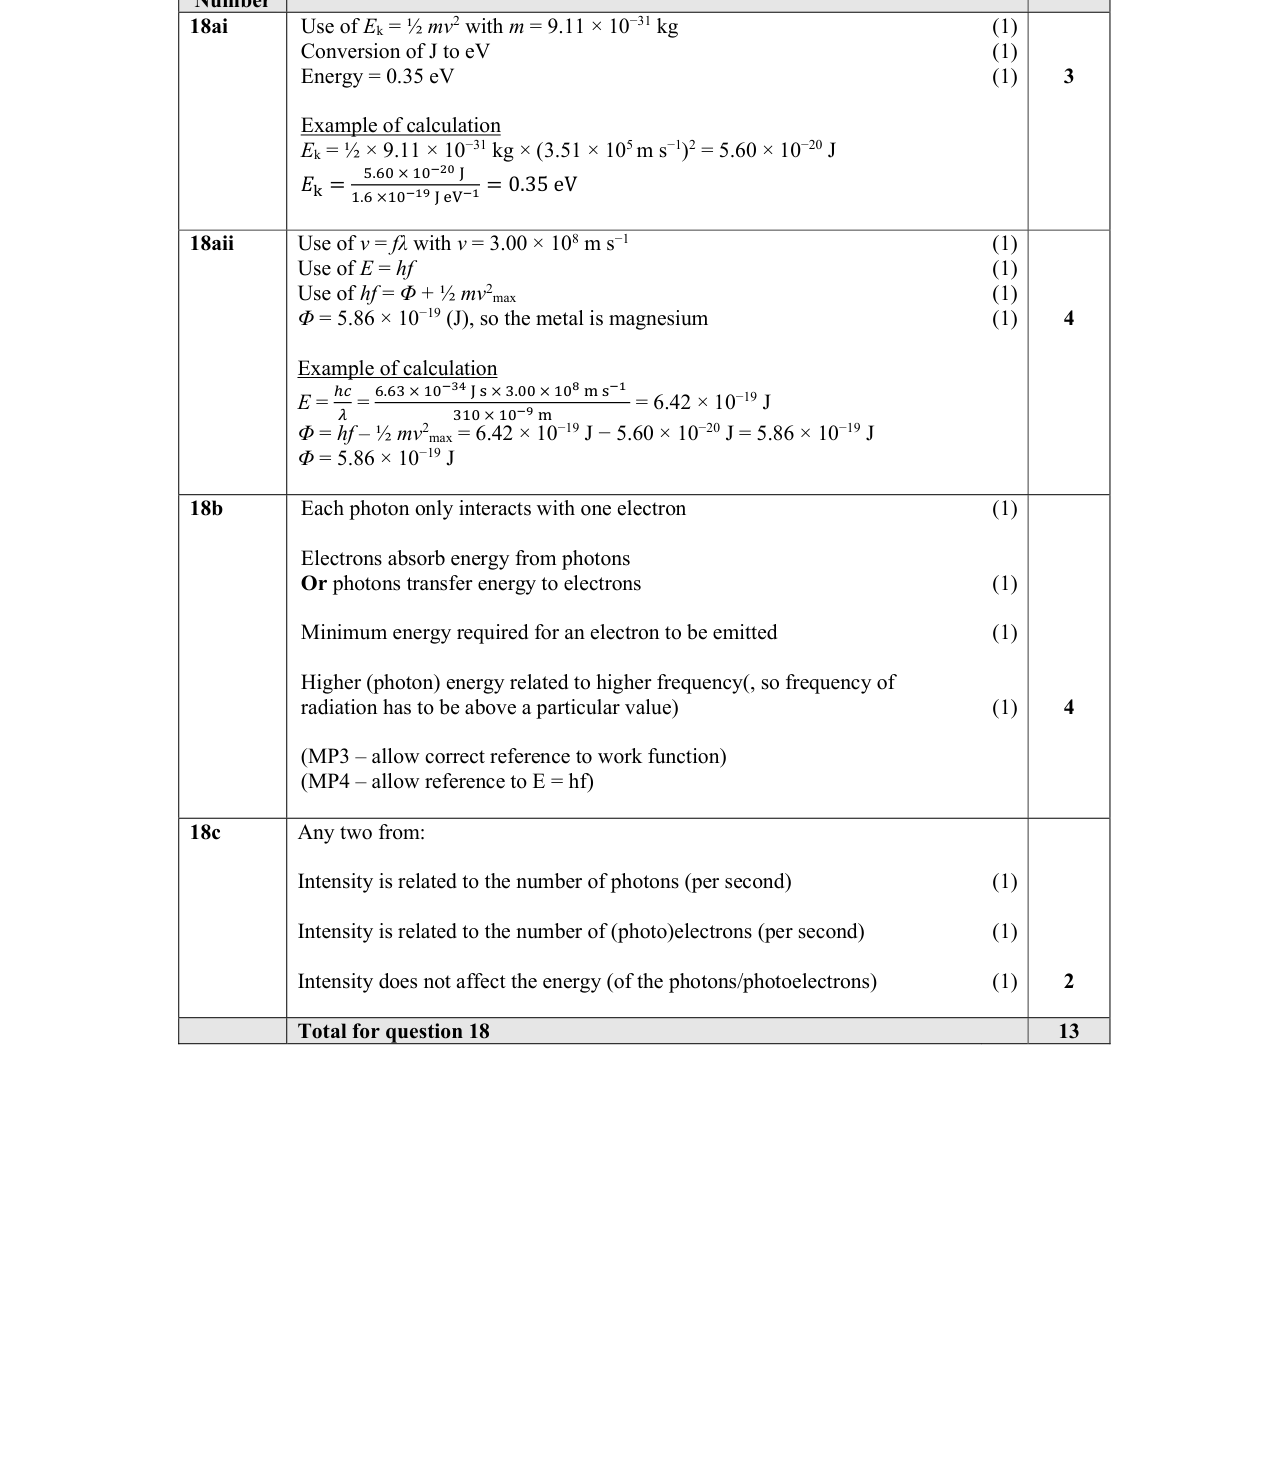 Number
18ai Use of Eₖ = ½ mv² with m = 9.11 × 10⁻³¹ kg (1)
Conversion of J to eV (1)
Energy = 0.35 eV (1) 3
Example of calculation
Eₖ = ½ × 9.11 × 10⁻³¹ kg × (3.51 × 10⁵ m s⁻¹)² = 5.60 × 10⁻²⁰ J
Eₖ = 5.60 × 10⁻²⁰ J / 1.6 ×10⁻¹⁹ J eV⁻¹ = 0.35 eV
18aii Use of v = fλ with v = 3.00 × 10⁸ m s⁻¹ (1)
Use of E = hf (1)
Use of hf = Φ + ½ mv²max (1)
Φ = 5.86 × 10⁻¹⁹ (J), so the metal is magnesium (1) 4
Example of calculation
E = hc / λ = 6.63 × 10⁻³⁴ J s × 3.00 × 10⁸ m s⁻¹ / 310 × 10⁻⁹ m = 6.42 × 10⁻¹⁹ J
Φ = hf – ½ mv²max = 6.42 × 10⁻¹⁹ J − 5.60 × 10⁻²⁰ J = 5.86 × 10⁻¹⁹ J
Φ = 5.86 × 10⁻¹⁹ J
18b Each photon only interacts with one electron (1)
Electrons absorb energy from photons
Or photons transfer energy to electrons (1)
Minimum energy required for an electron to be emitted (1)
Higher (photon) energy related to higher frequency(, so frequency of
radiation has to be above a particular value) (1) 4
(MP3 – allow correct reference to work function)
(MP4 – allow reference to E = hf)
18c Any two from:
Intensity is related to the number of photons (per second) (1)
Intensity is related to the number of (photo)electrons (per second) (1)
Intensity does not affect the energy (of the photons/photoelectrons) (1) 2
Total for question 18 13